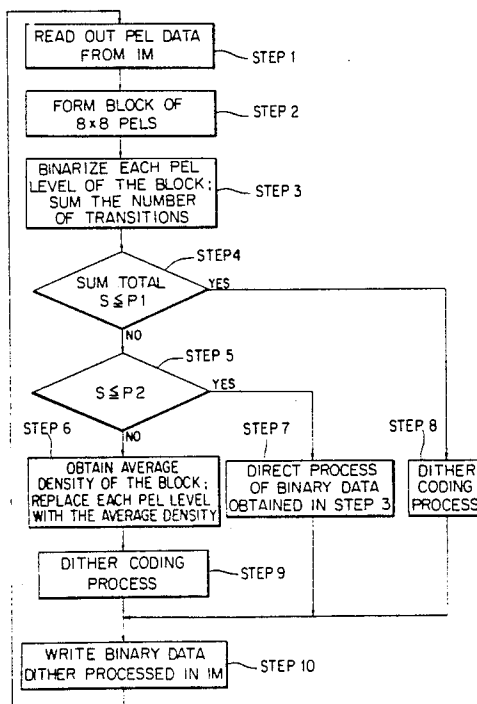 READ OUT PEL DATA
FROM IM
STEP 1
FORM BLOCK OF
8×8 PELS
STEP 2
BINARIZE EACH PEL
LEVEL OF THE BLOCK;
SUM THE NUMBER
OF TRANSITIONS
STEP 3
STEP4
SUM TOTAL
S≦P1
YES
NO
STEP 5
S≦P2
YES
NO
STEP 6
OBTAIN AVERAGE
DENSITY OF THE BLOCK;
REPLACE EACH PEL LEVEL
WITH THE AVERAGE DENSITY
STEP 7
DIRECT PROCESS
OF BINARY DATA
OBTAINED IN STEP 3
STEP 8
DITHER
CODING
PROCESS
DITHER CODING
PROCESS
STEP 9
WRITE BINARY DATA
DITHER PROCESSED IN IM
STEP 10